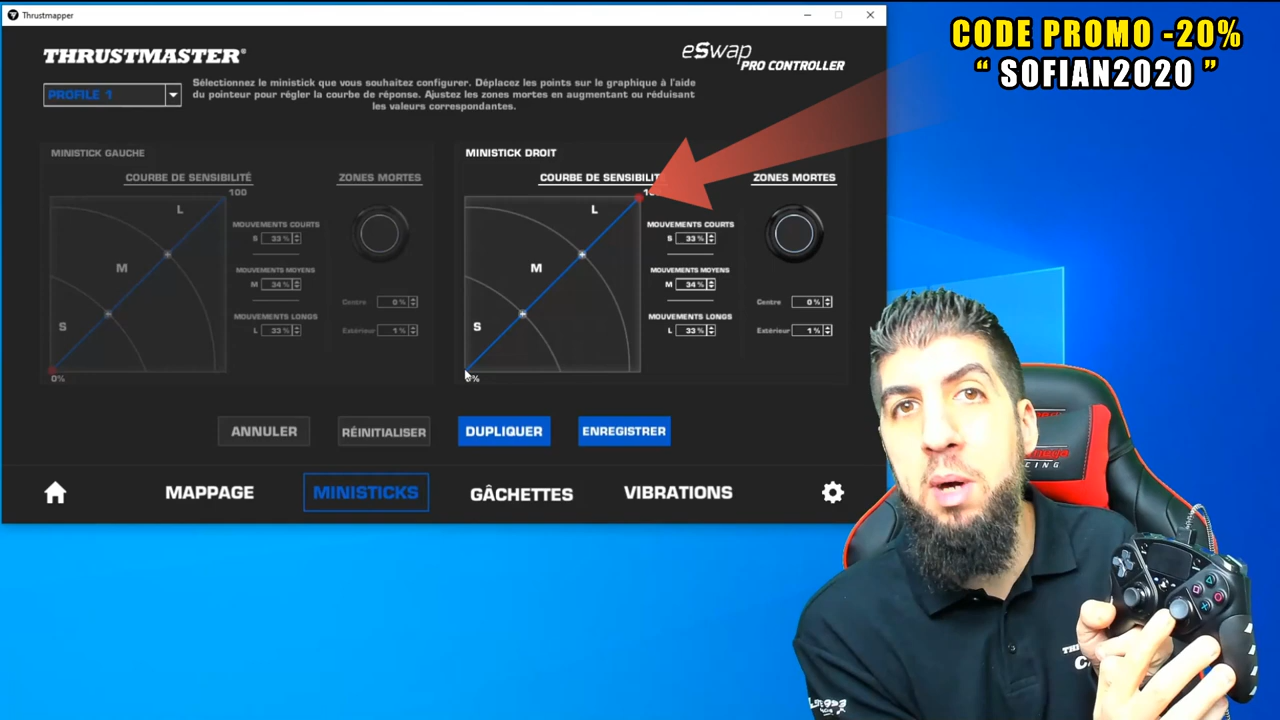 Thrustmapper
CODE PROMO -20%
“ SOFIAN2020 ”
THRUSTMASTER®
eSwap
PRO CONTROLLER
PROFILE 1
Sélectionnez le ministick que vous souhaitez configurer. Déplacez les points sur le graphique à l'aide
du pointeur pour régler la courbe de réponse. Ajustez les zones mortes en augmentant ou réduisant
les valeurs correspondantes.
MINISTICK GAUCHE
COURBE DE SENSIBILITÉ
ZONES MORTES
100
L
M
S
0%
MOUVEMENTS COURTS
S 33 %
MOUVEMENTS MOYENS
M 34 %
MOUVEMENTS LONGS
L 33 %
Centre 0 %
Extérieur 1 %
MINISTICK DROIT
COURBE DE SENSIBILIT
ZONES MORTES
L
M
S
MOUVEMENTS COURTS
S 33 %
MOUVEMENTS MOYENS
M 34 %
MOUVEMENTS LONGS
L 33 %
Centre 0 %
Extérieur 1 %
ANNULER
RÉINITIALISER
DUPLIQUER
ENREGISTRER
MAPPAGE
MINISTICKS
GÂCHETTES
VIBRATIONS